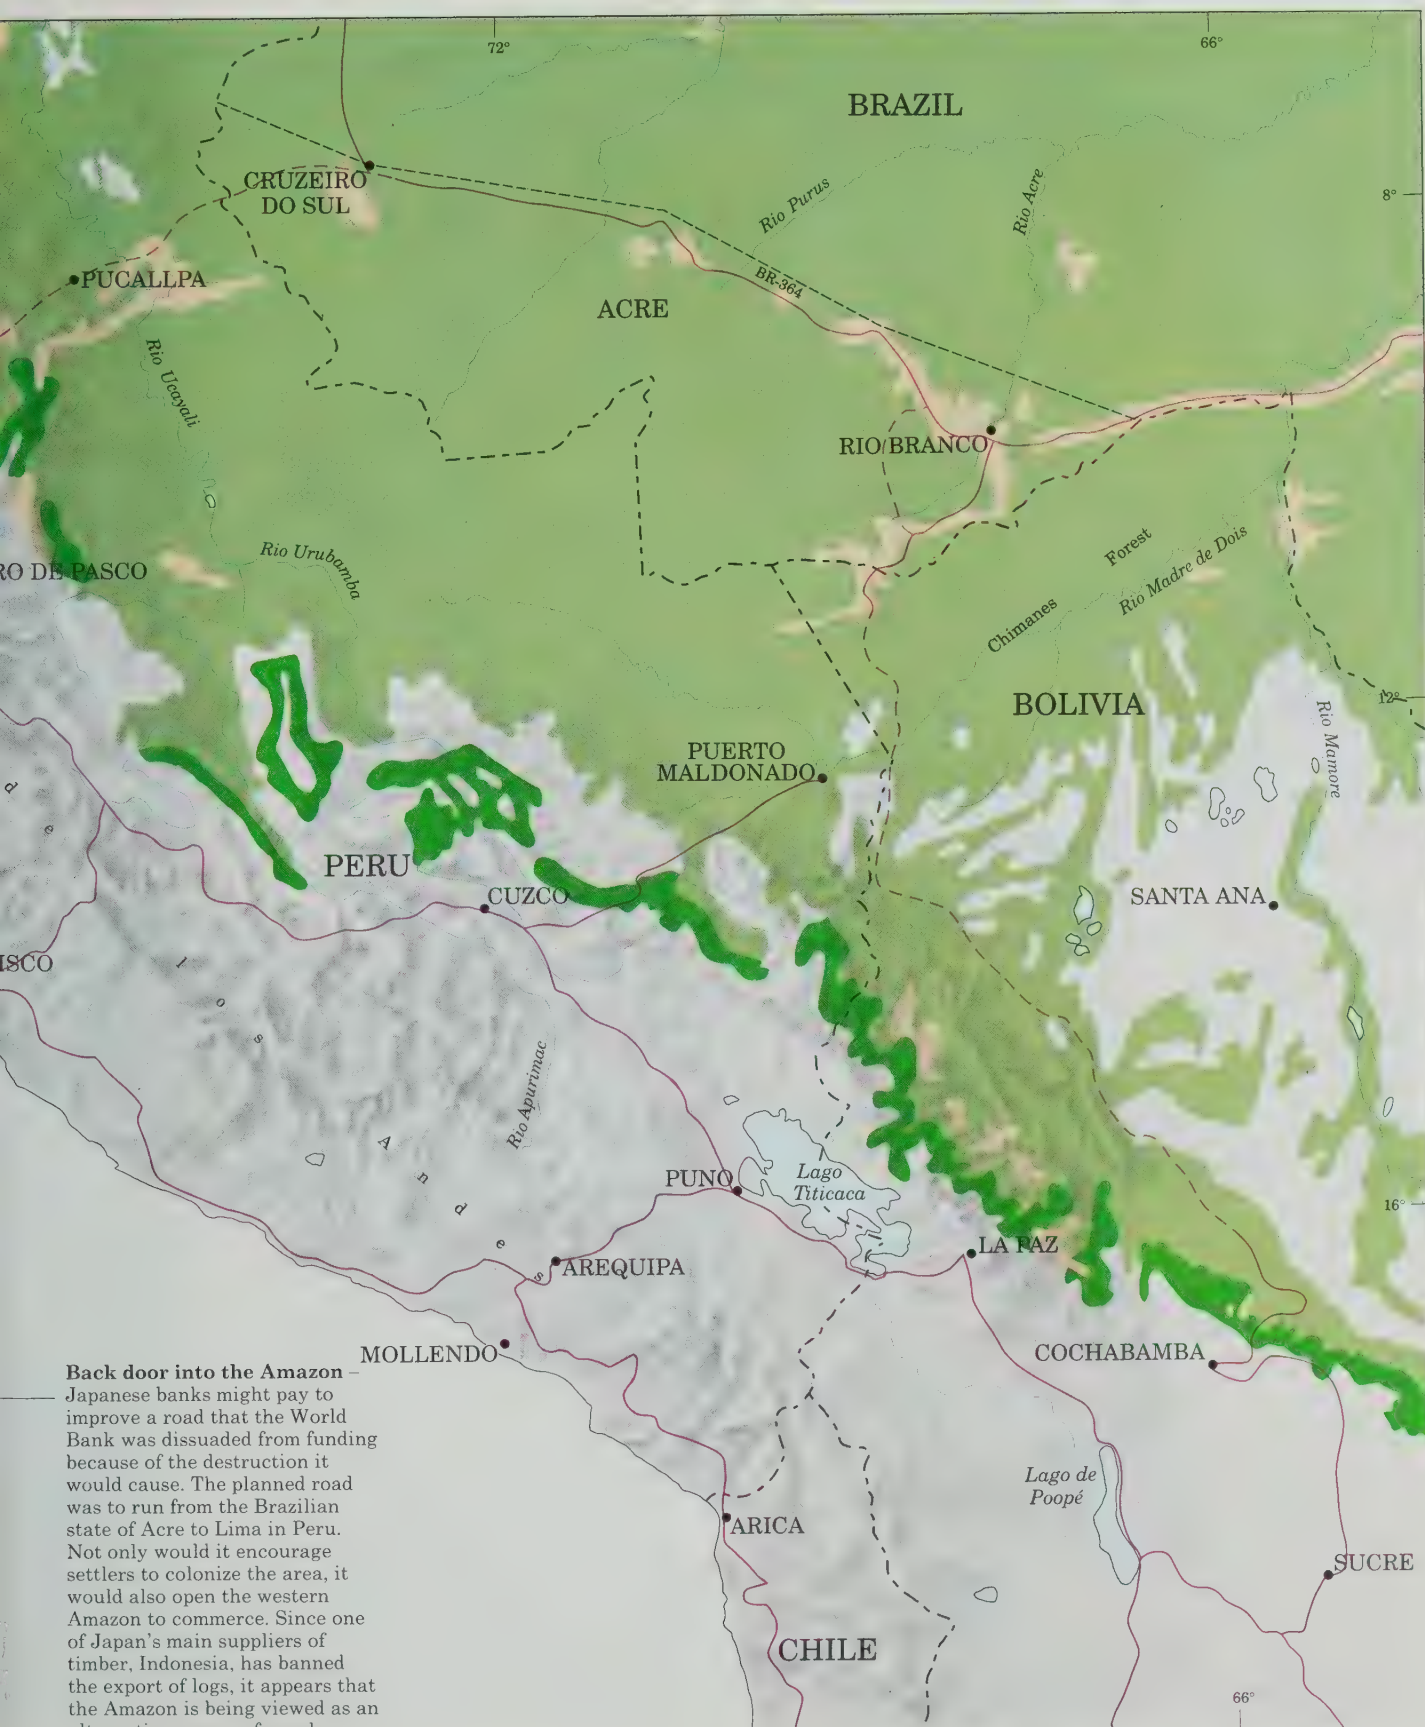 72°
66°
BRAZIL
8°
CRUZEIRO
DO SUL
Rio Purus
Rio Acre
PUCALLPA
BR-364
ACRE
Rio Ucayali
RIO BRANCO
Rio Urubamba
Forest
Chimanes
Rio Madre de Dois
RO DE PASCO
BOLIVIA
12°
Rio Mamore
PUERTO
MALDONADO
PERU
CUZCO
SANTA ANA
ISCO
d e l o s A n d e s
Rio Apurimac
PUNO
Lago
Titicaca
16°
LA PAZ
AREQUIPA
MOLLENDO
COCHABAMBA
Back door into the Amazon –
Japanese banks might pay to
improve a road that the World
Bank was dissuaded from funding
because of the destruction it
would cause. The planned road
was to run from the Brazilian
state of Acre to Lima in Peru.
Not only would it encourage
settlers to colonize the area, it
would also open the western
Amazon to commerce. Since one
of Japan's main suppliers of
timber, Indonesia, has banned
the export of logs, it appears that
the Amazon is being viewed as an
Lago de
Poopé
ARICA
SUCRE
CHILE
66°